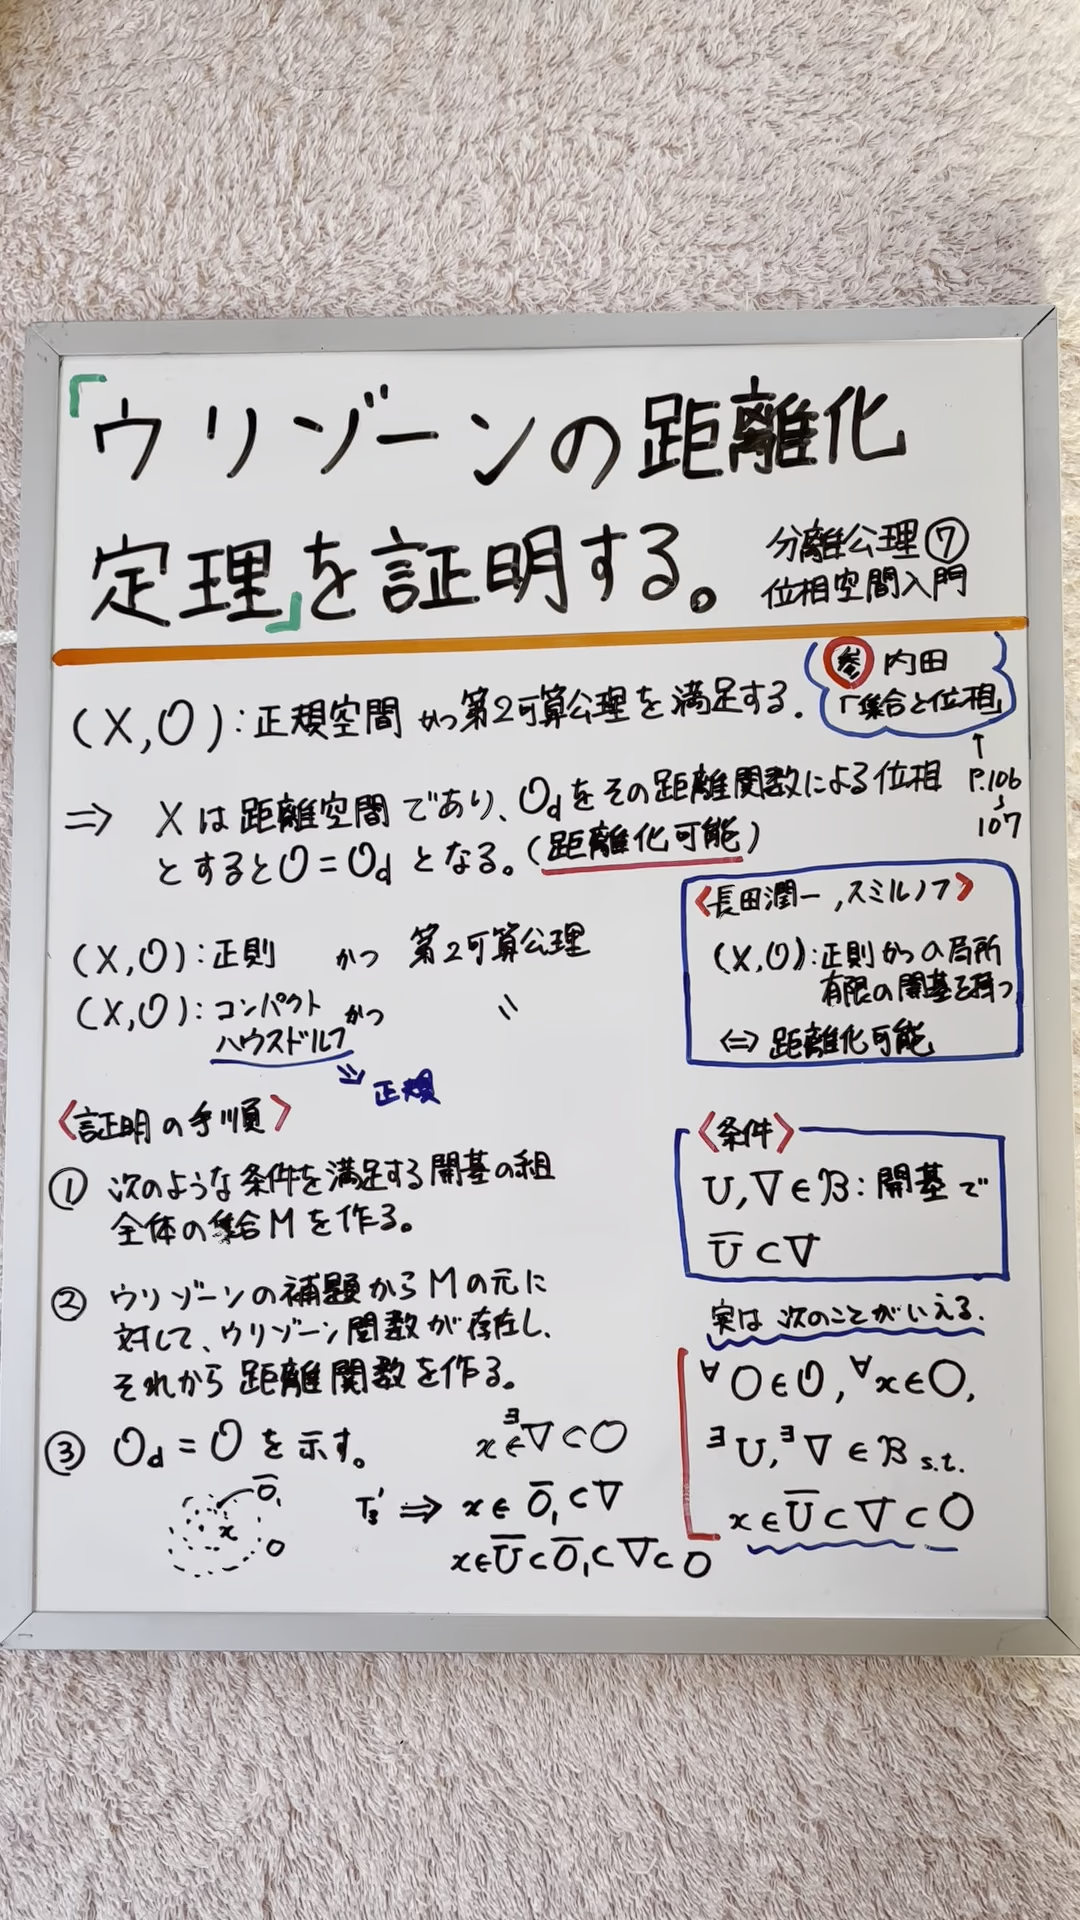 「ウリゾーンの距離化
定理」を証明する。
分離公理⑦
位相空間入門
参 内田
「集合と位相」
↑
P.106
〜
107
(X,O):正規空間 かつ第2可算公理を満足する.
⇒ Xは距離空間であり、Odをその距離関数による位相
とするとO=Odとなる。(距離化可能)
(X,O):正則 かつ 第2可算公理
(X,O):コンパクト かつ 〃
ハウスドルフ
⇒ 正規
〈長田潤一,スミルノフ〉
(X,O):正則かつσ局所
有限の開基を持つ
⇔ 距離化可能
〈証明の手順〉
① 次のような条件を満足する開基の組
全体の集合Mを作る。
② ウリゾーンの補題からMの元に
対して、ウリゾーン関数が存在し、
それから距離関数を作る。
③ Od=O を示す。
x∈∃V⊂O
Ō₁
x
O
T₃' ⇒ x∈Ō₁⊂V
x∈Ū⊂Ō₁⊂V⊂O
〈条件〉
U,V∈B:開基で
Ū⊂V
実は次のことがいえる.
∀O∈O,∀x∈O,
∃U,∃V∈B s.t.
x∈Ū⊂V⊂O